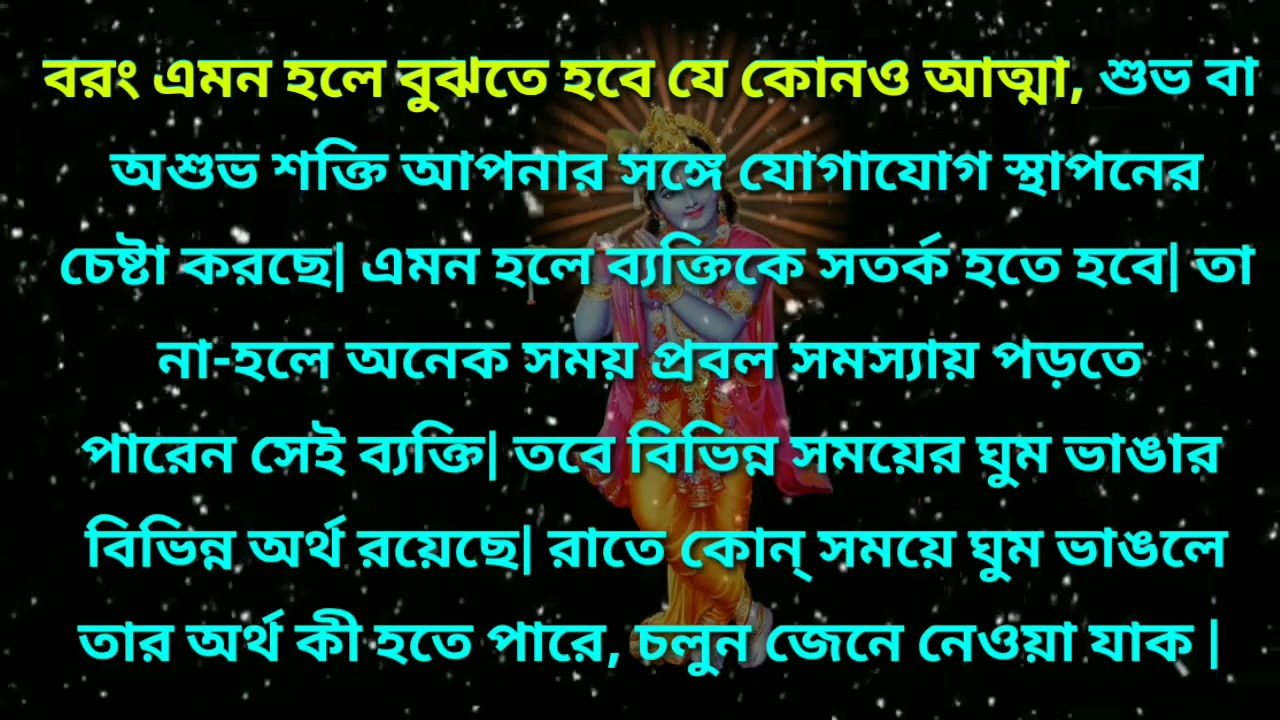 বরং এমন হলে বুঝতে হবে যে কোনও আত্মা, শুভ বা
অশুভ শক্তি আপনার সঙ্গে যোগাযোগ স্থাপনের
চেষ্টা করছে| এমন হলে ব্যক্তিকে সতর্ক হতে হবে| তা
না-হলে অনেক সময় প্রবল সমস্যায় পড়তে
পারেন সেই ব্যক্তি| তবে বিভিন্ন সময়ের ঘুম ভাঙার
বিভিন্ন অর্থ রয়েছে| রাতে কোন্ সময়ে ঘুম ভাঙলে
তার অর্থ কী হতে পারে, চলুন জেনে নেওয়া যাক |